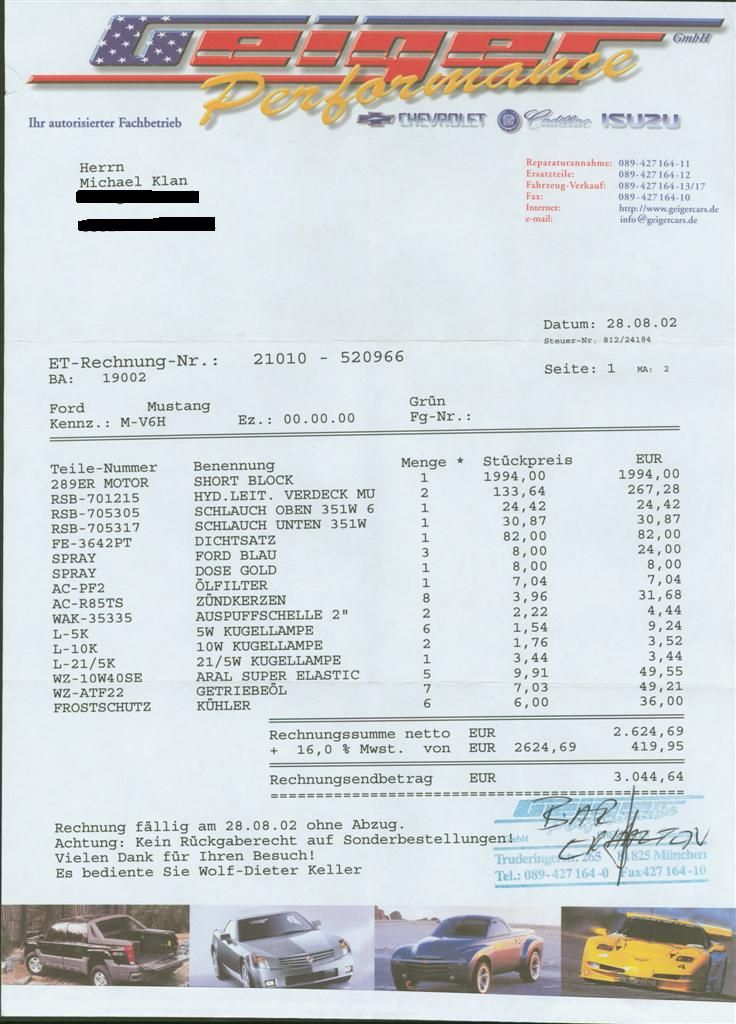 Geiger GmbH
Performance
Ihr autorisierter Fachbetrieb
CHEVROLET Cadillac ISUZU
Herrn
Michael Klan
Reparaturannahme: 089-427164-11
Ersatzteile: 089-427164-12
Fahrzeug-Verkauf: 089-427164-13/17
Fax: 089-427164-10
Internet: http://www.geigercars.de
e-mail: info@geigercars.de
Datum: 28.08.02
Steuer-Nr. 812/24184
ET-Rechnung-Nr.: 21010 - 520966
BA: 19002
Seite: 1 MA: 2
Ford Mustang Grün
Kennz.: M-V6H Ez.: 00.00.00 Fg-Nr.:
Teile-Nummer Benennung Menge * Stückpreis EUR
289ER MOTOR SHORT BLOCK 1 1994,00 1994,00
RSB-701215 HYD.LEIT. VERDECK MU 2 133,64 267,28
RSB-705305 SCHLAUCH OBEN 351W 6 1 24,42 24,42
RSB-705317 SCHLAUCH UNTEN 351W 1 30,87 30,87
FE-3642PT DICHTSATZ 1 82,00 82,00
SPRAY FORD BLAU 3 8,00 24,00
SPRAY DOSE GOLD 1 8,00 8,00
AC-PF2 ÖLFILTER 1 7,04 7,04
AC-R85TS ZÜNDKERZEN 8 3,96 31,68
WAK-35335 AUSPUFFSCHELLE 2" 2 2,22 4,44
L-5K 5W KUGELLAMPE 6 1,54 9,24
L-10K 10W KUGELLAMPE 2 1,76 3,52
L-21/5K 21/5W KUGELLAMPE 1 3,44 3,44
WZ-10W40SE ARAL SUPER ELASTIC 5 9,91 49,55
WZ-ATF22 GETRIEBEÖL 7 7,03 49,21
FROSTSCHUTZ KÜHLER 6 6,00 36,00
Rechnungssumme netto EUR 2.624,69
+ 16,0 % Mwst. von EUR 2624,69 419,95
Rechnungsendbetrag EUR 3.044,64
Rechnung fällig am 28.08.02 ohne Abzug.
Achtung: Kein Rückgaberecht auf Sonderbestellungen!
Vielen Dank für Ihren Besuch!
Es bediente Sie Wolf-Dieter Keller
BAR
ERHALTEN
GmbH
265 81825 München
Tel.: 089-427164-0 Fax427164-10